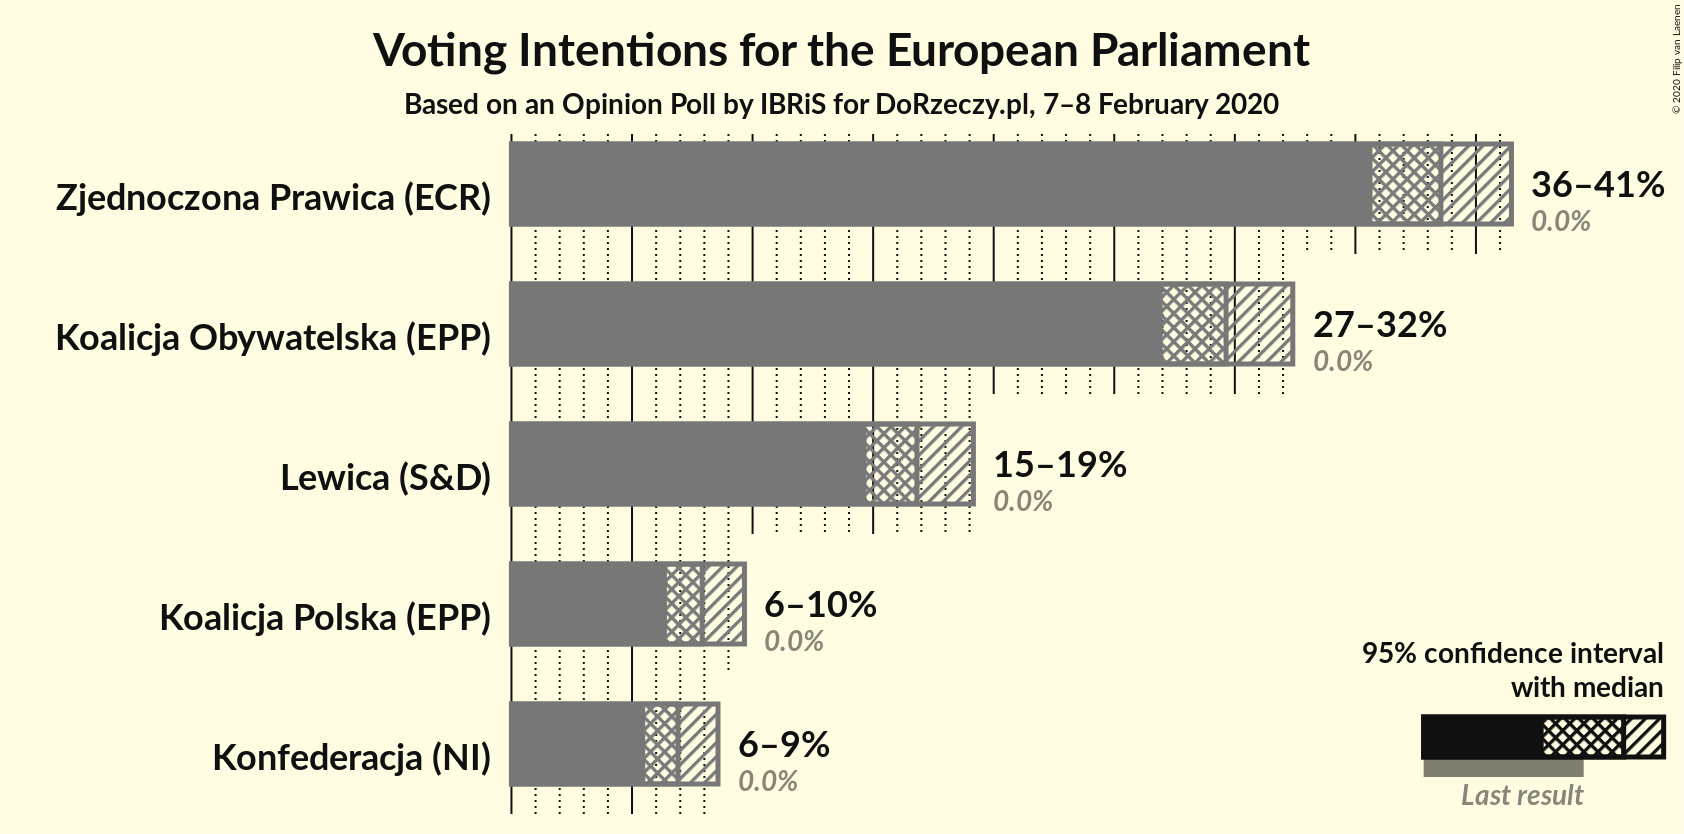 Voting Intentions for the European Parliament
Based on an Opinion Poll by IBRiS for DoRzeczy.pl, 7–8 February 2020
© 2020 Filip van Laenen
Zjednoczona Prawica (ECR)
36–41%
0.0%
Koalicja Obywatelska (EPP)
27–32%
0.0%
Lewica (S&D)
15–19%
0.0%
Koalicja Polska (EPP)
6–10%
0.0%
Konfederacja (NI)
6–9%
0.0%
95% confidence interval
with median
Last result